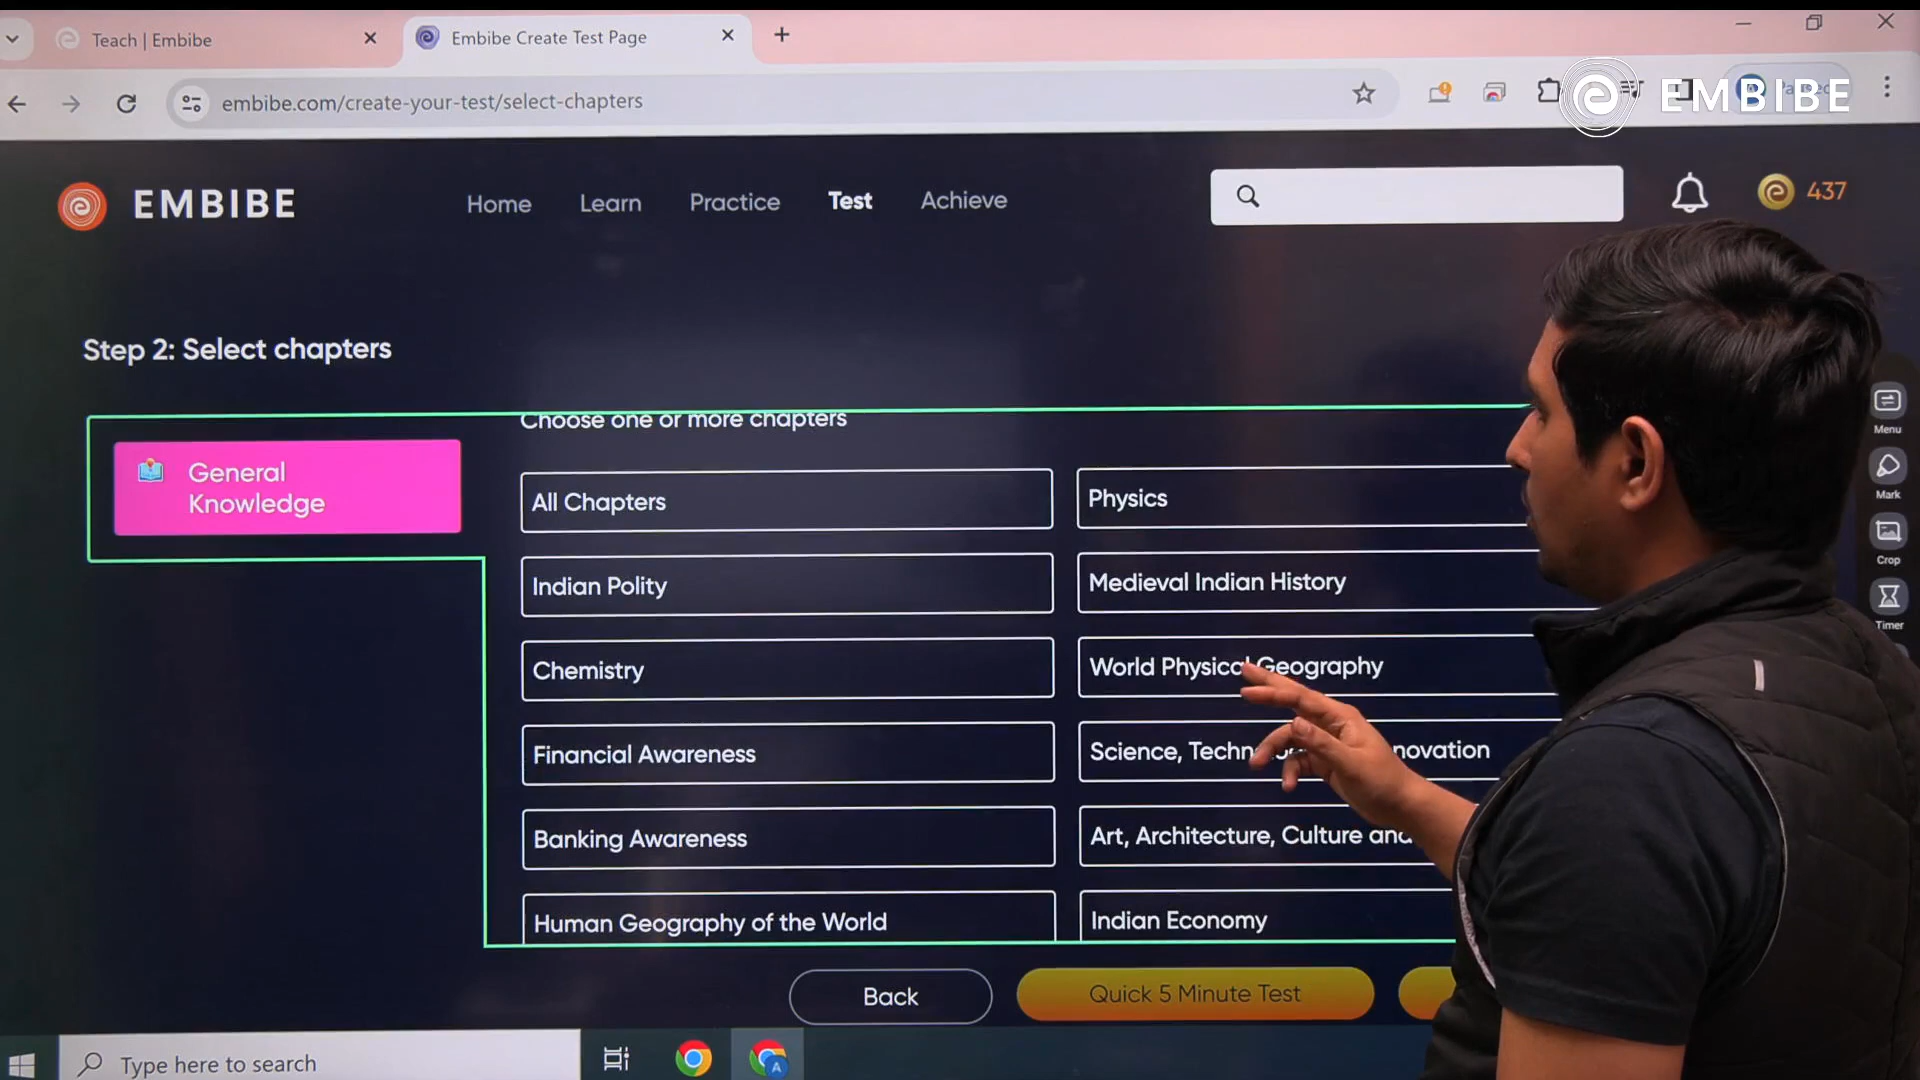 Teach | Embibe
Embibe Create Test Page
embibe.com/create-your-test/select-chapters
EMBIBE
EMBIBE
Home
Learn
Practice
Test
Achieve
437
Step 2: Select chapters
General
Knowledge
Choose one or more chapters
All Chapters
Physics
Indian Polity
Medieval Indian History
Chemistry
World Physical Geography
Financial Awareness
Science,
Banking Awareness
Art, Architecture, Culture and
Human Geography of the World
Indian Economy
Back
Quick 5 Minute Test
Menu
Mark
Crop
Timer
Type here to search
A